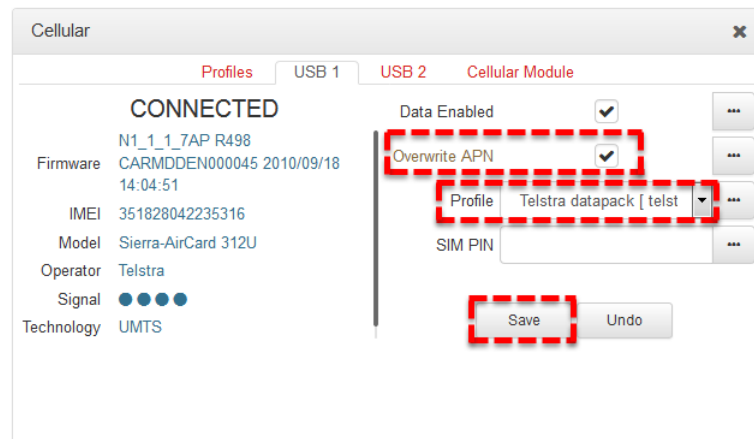 Cellular
Profiles USB 1 USB 2 Cellular Module
CONNECTED
Firmware N1_1_1_7AP R498
CARMDDEN000045 2010/09/18
14:04:51
IMEI 351828042235316
Model Sierra-AirCard 312U
Operator Telstra
Signal
Technology UMTS
Data Enabled
Overwrite APN
Profile Telstra datapack [ telst
SIM PIN
Save Undo